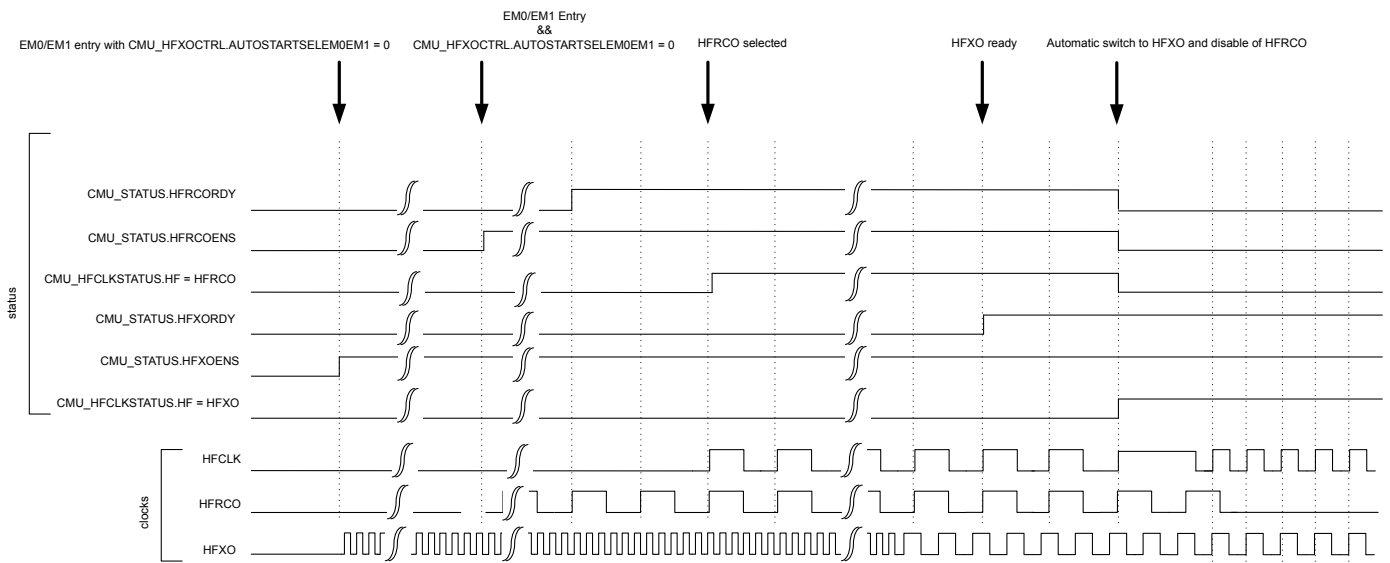 EM0/EM1 Entry
&&
EM0/EM1 entry with CMU_HFXOCTRL.AUTOSTARTSELEM0EM1 = 0
CMU_HFXOCTRL.AUTOSTARTSELEM0EM1 = 0
HFRCO selected
HFXO ready
Automatic switch to HFXO and disable of HFRCO
status
CMU_STATUS.HFRCORDY
CMU_STATUS.HFRCOENS
CMU_HFCLKSTATUS.HF = HFRCO
CMU_STATUS.HFXORDY
CMU_STATUS.HFXOENS
CMU_HFCLKSTATUS.HF = HFXO
clocks
HFCLK
HFRCO
HFXO